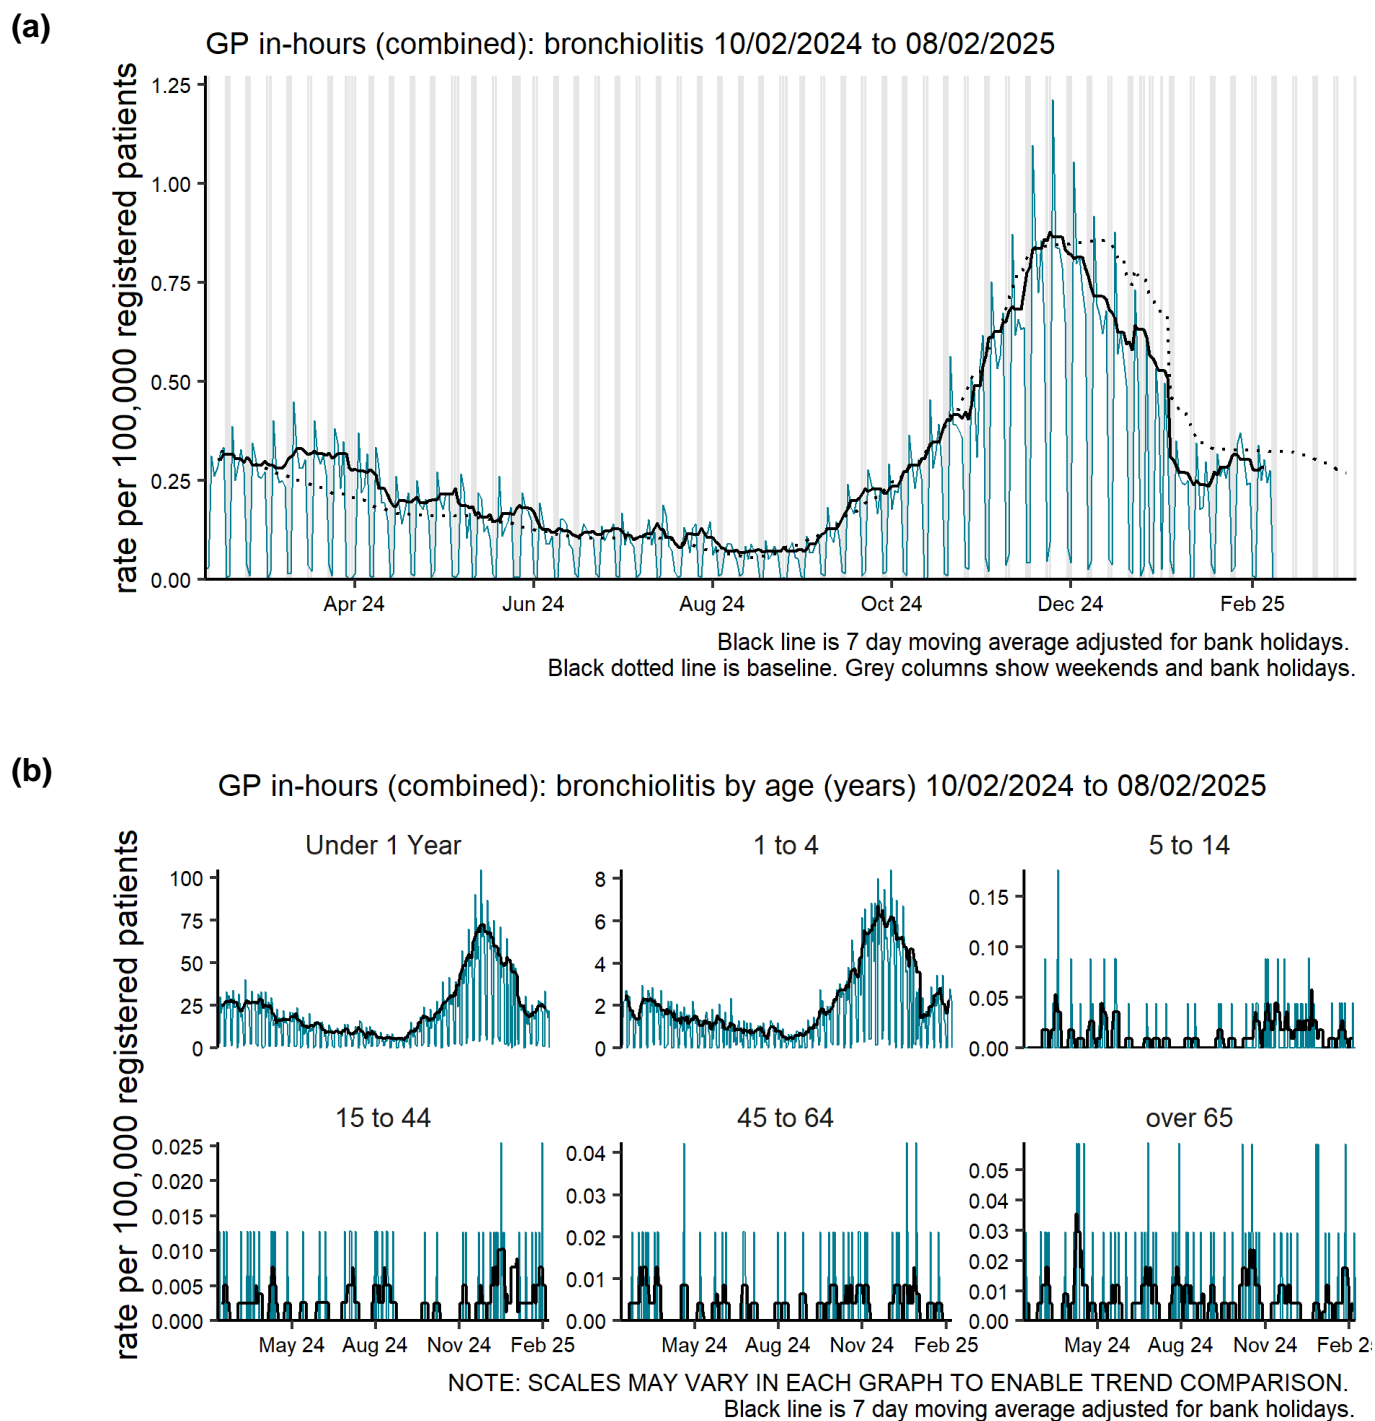 (a)
GP in-hours (combined): bronchiolitis 10/02/2024 to 08/02/2025
rate per 100,000 registered patients
1.25
1.00
0.75
0.50
0.25
0.00
Apr 24 Jun 24 Aug 24 Oct 24 Dec 24 Feb 25
Black line is 7 day moving average adjusted for bank holidays.
Black dotted line is baseline. Grey columns show weekends and bank holidays.
(b)
GP in-hours (combined): bronchiolitis by age (years) 10/02/2024 to 08/02/2025
rate per 100,000 registered patients
Under 1 Year
100
75
50
25
0
1 to 4
8
6
4
2
0
5 to 14
0.15
0.10
0.05
0.00
15 to 44
0.025
0.020
0.015
0.010
0.005
0.000
May 24 Aug 24 Nov 24 Feb 25
45 to 64
0.04
0.03
0.02
0.01
0.00
May 24 Aug 24 Nov 24 Feb 25
over 65
0.05
0.04
0.03
0.02
0.01
0.00
May 24 Aug 24 Nov 24 Feb
NOTE: SCALES MAY VARY IN EACH GRAPH TO ENABLE TREND COMPARISON.
Black line is 7 day moving average adjusted for bank holidays.